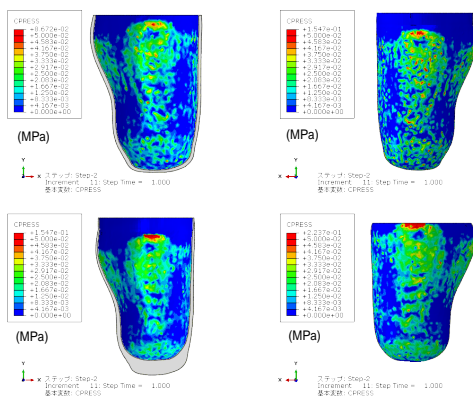 CPRESS
+8.672e-02
+5.000e-02
+4.583e-02
+4.167e-02
+3.750e-02
+3.333e-02
+2.917e-02
+2.500e-02
+2.083e-02
+1.667e-02
+1.250e-02
+8.333e-03
+4.167e-03
+0.000e+00
(MPa)
Y
X
ステップ: Step-2
Increment 11: Step Time = 1.000
基本変数: CPRESS
CPRESS
+1.547e-01
+5.000e-02
+4.583e-02
+4.167e-02
+3.750e-02
+3.333e-02
+2.917e-02
+2.500e-02
+2.083e-02
+1.667e-02
+1.250e-02
+8.333e-03
+4.167e-03
+0.000e+00
(MPa)
Y
X
ステップ: Step-2
Increment 11: Step Time = 1.000
基本変数: CPRESS
CPRESS
+1.547e-01
+5.000e-02
+4.583e-02
+4.167e-02
+3.750e-02
+3.333e-02
+2.917e-02
+2.500e-02
+2.083e-02
+1.667e-02
+1.250e-02
+8.333e-03
+4.167e-03
+0.000e+00
(MPa)
Y
X
ステップ: Step-2
Increment 11: Step Time = 1.000
基本変数: CPRESS
CPRESS
+2.237e-01
+5.000e-02
+4.583e-02
+4.167e-02
+3.750e-02
+3.333e-02
+2.917e-02
+2.500e-02
+2.083e-02
+1.667e-02
+1.250e-02
+8.333e-03
+4.167e-03
+0.000e+00
(MPa)
Y
X
ステップ: Step-2
Increment 11: Step Time = 1.000
基本変数: CPRESS